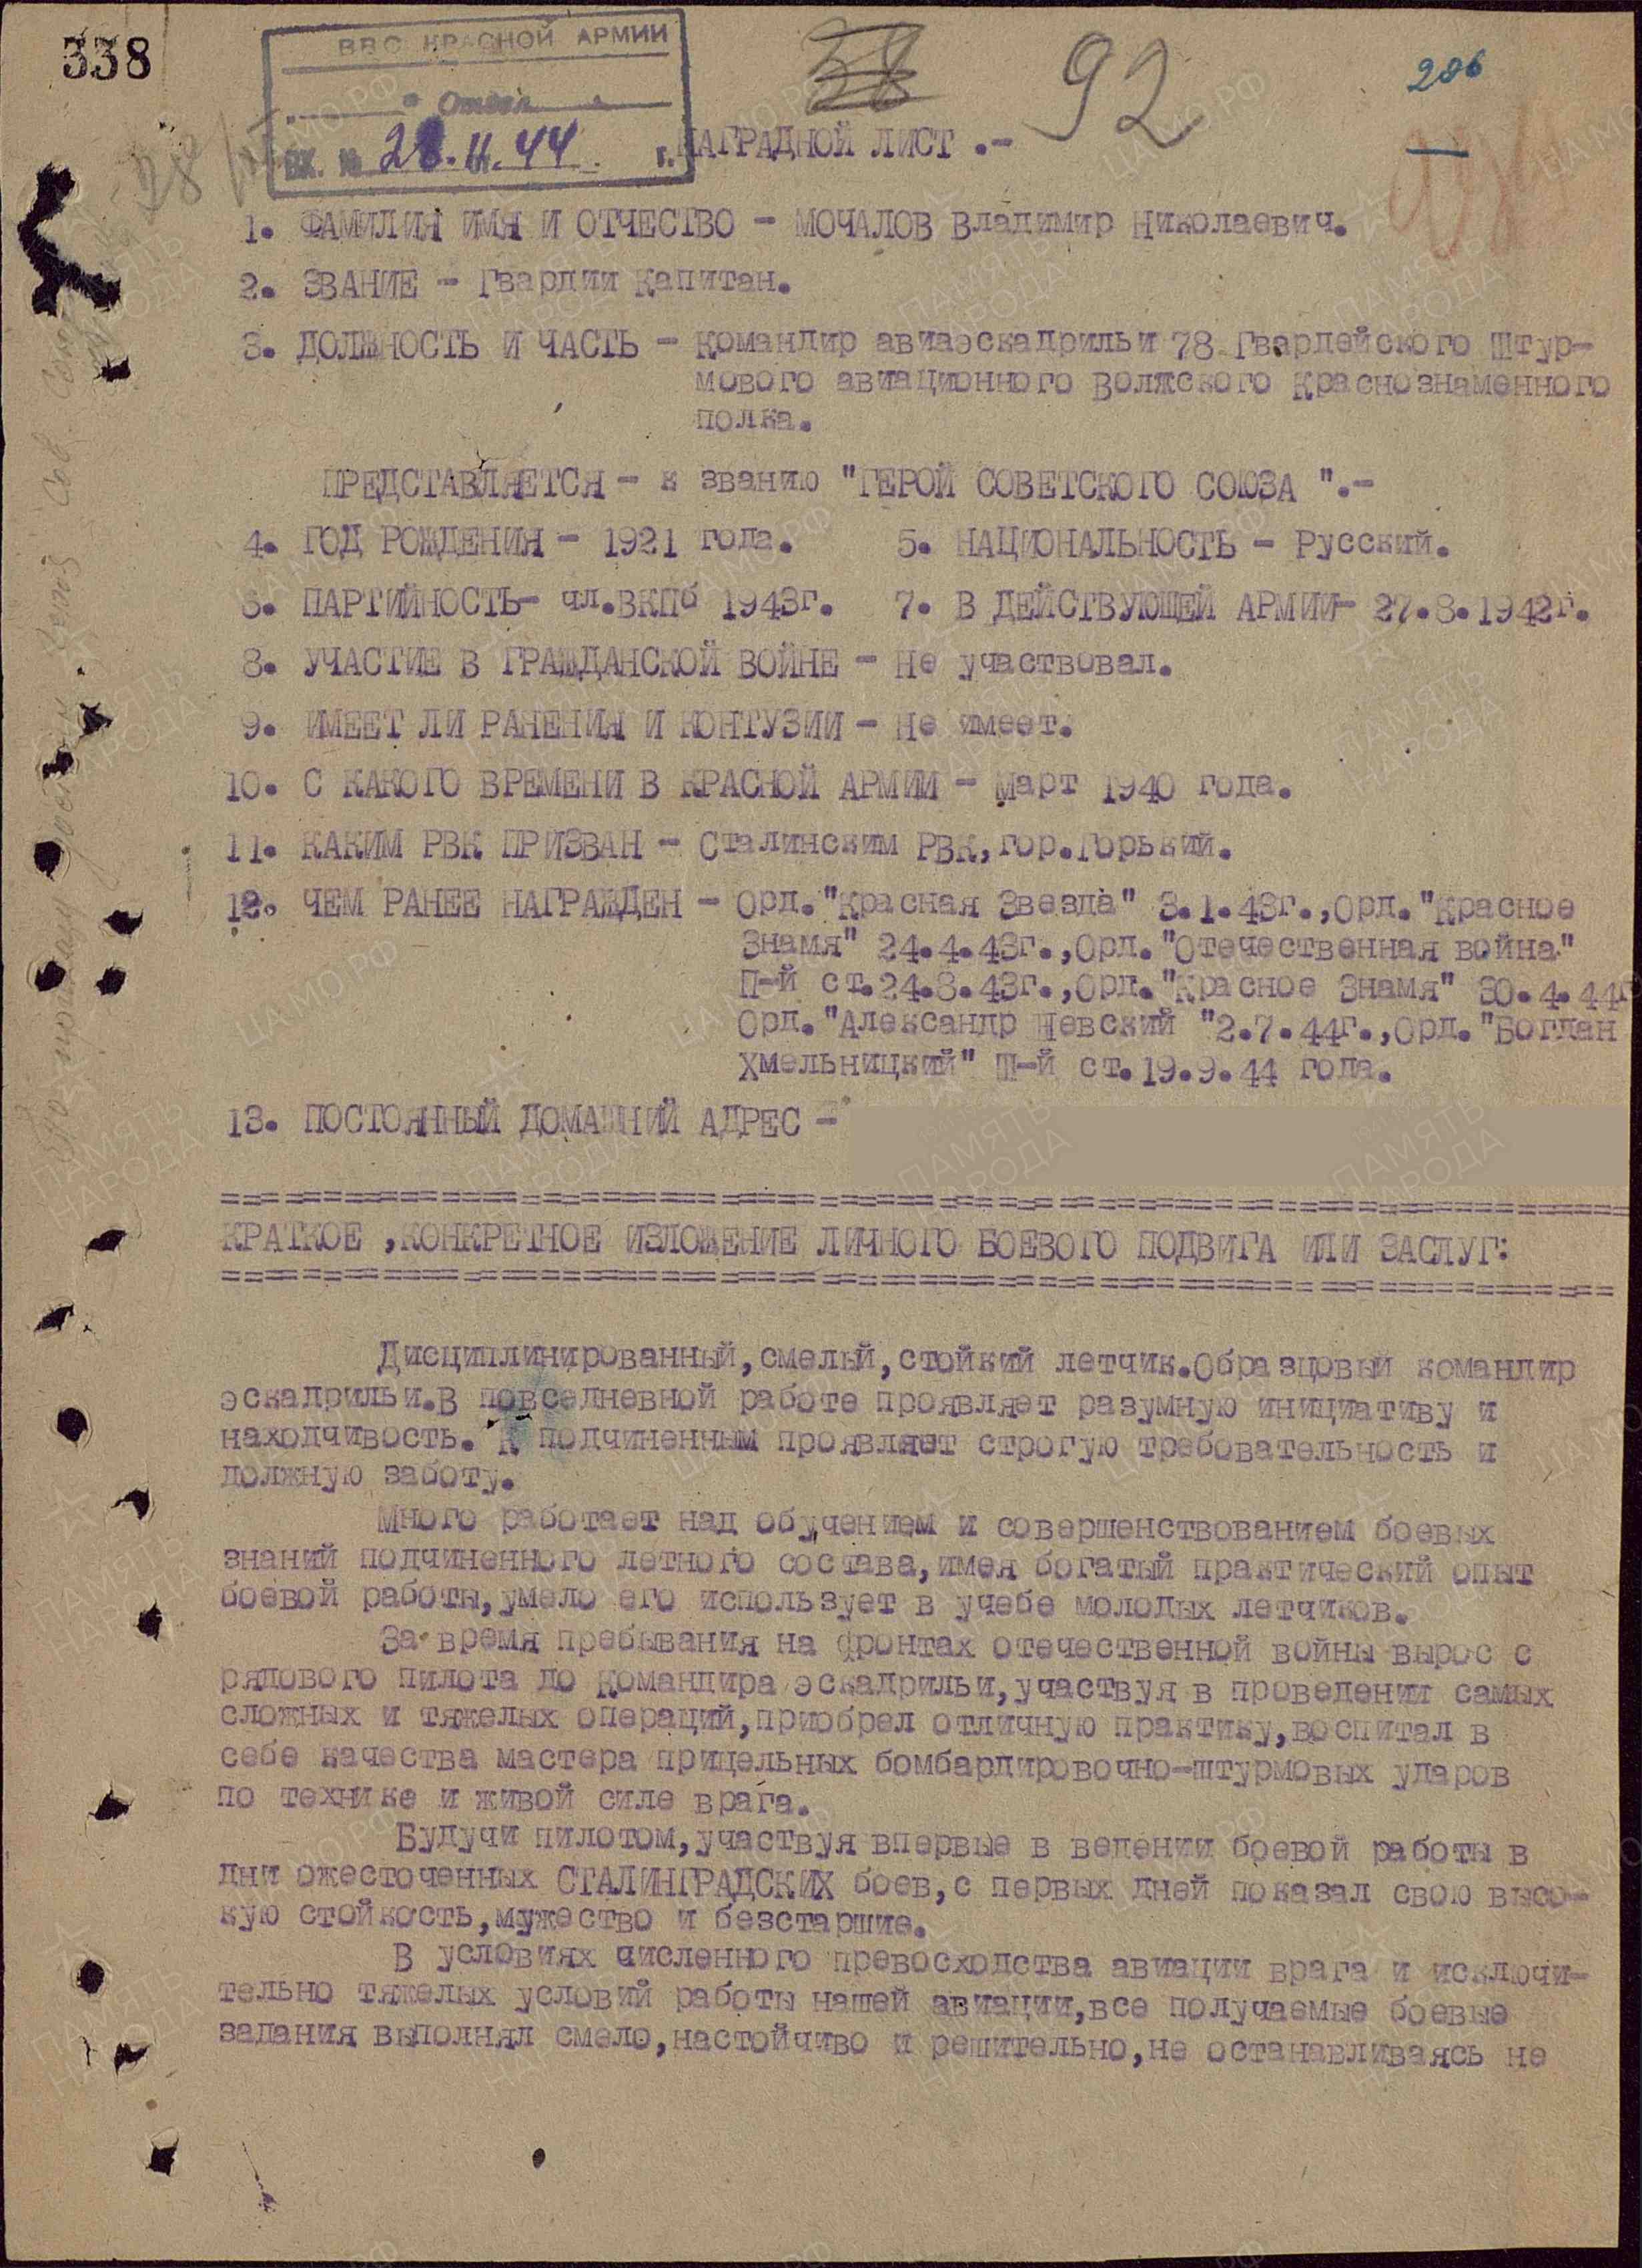 338
ВВС КРАСНОЙ АРМИИ
Отдел
58
92
206
Вх. № 28.11.44 г.
НАГРАДНОЙ ЛИСТ .-
1. ФАМИЛИЯ ИМЯ И ОТЧЕСТВО - МОЧАЛОВ Владимир Николаевич.
2. ЗВАНИЕ - Гвардии Капитан.
3. ДОЛЖНОСТЬ И ЧАСТЬ - Командир авиаэскадрильи 78 Гвардейского Штур-
мового авиационного Волжского Краснознаменного
полка.
ПРЕДСТАВЛЯЕТСЯ - к званию "ГЕРОЙ СОВЕТСКОГО СОЮЗА ".-
4. ГОД РОЖДЕНИЯ - 1921 года. 5. НАЦИОНАЛЬНОСТЬ - Русский.
6. ПАРТИЙНОСТЬ- чл.ВКПб 1943г. 7. В ДЕЙСТВУЮЩЕЙ АРМИИ- 27.8.1942г.
8. УЧАСТИЕ В ГРАЖДАНСКОЙ ВОЙНЕ - Не участвовал.
9. ИМЕЕТ ЛИ РАНЕНИЯ И КОНТУЗИИ - Не имеет.
10. С КАКОГО ВРЕМЕНИ В КРАСНОЙ АРМИИ - Март 1940 года.
11. КАКИМ РВК ПРИЗВАН - Сталинским РВК,гор.Горький.
12. ЧЕМ РАНЕЕ НАГРАЖДЕН - Орд."Красная Звезда" 3.1.43г.,Орд."Красное
Знамя" 24.4.43г.,Орд."Отечественная война"
П-й ст.24.8.43г.,Орд."Красное Знамя" 30.4.44г
Орд."Александр Невский "2.7.44г.,Орд."Богдан
Хмельницкий" Ш-й ст.19.9.44 года.
13. ПОСТОЯННЫЙ ДОМАШНИЙ АДРЕС -
КРАТКОЕ ,КОНКРЕТНОЕ ИЗЛОЖЕНИЕ ЛИЧНОГО БОЕВОГО ПОДВИГА ИЛИ ЗАСЛУГ:
Дисциплинированный,смелый,стойкий летчик.Образцовый командир
эскадрильи.В повседневной работе проявляет разумную инициативу и
находчивость. К подчиненным проявляет строгую требовательность и
должную заботу.
Много работает над обучением и совершенствованием боевых
знаний подчиненного летного состава,имея богатый практический опыт
боевой работы,умело его использует в учебе молодых летчиков.
За время пребывания на фронтах отечественной войны вырос с
рядового пилота до командира эскадрильи,участвуя в проведении самых
сложных и тяжелых операций,приобрел отличную практику,воспитал в
себе качества мастера прицельных бомбардировочно-штурмовых ударов
по технике и живой силе врага.
Будучи пилотом,участвуя впервые в ведении боевой работы в
дни ожесточенных СТАЛИНГРАДСКИХ боев,с первых дней показал свою высо-
кую стойкость,мужество и безстаршие.
В условиях численного превосходства авиации врага и исключи-
тельно тяжелых условий работы нашей авиации,все получаемые боевые
задания выполнял смело,настойчиво и решительно,не останавливаясь не